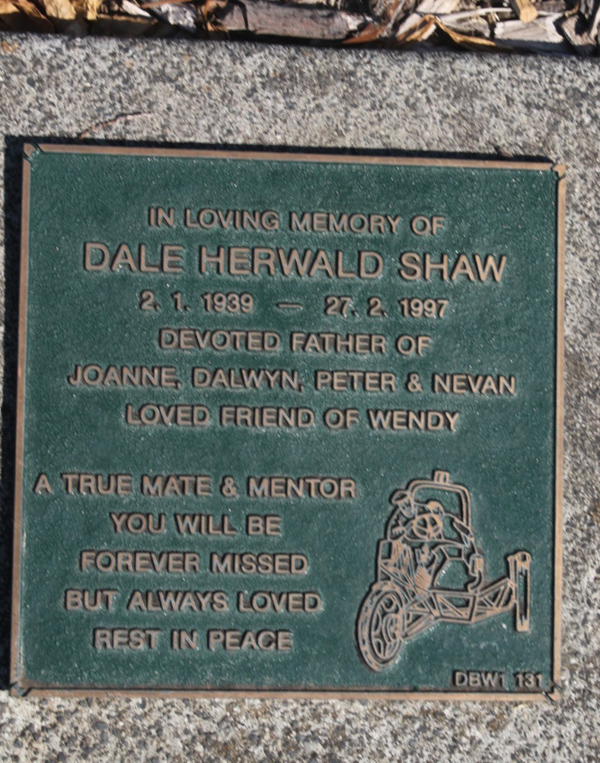 IN LOVING MEMORY OF
DALE HERWALD SHAW
2. 1. 1939 — 27. 2. 1997
DEVOTED FATHER OF
JOANNE, DALWYN, PETER & NEVAN
LOVED FRIEND OF WENDY
A TRUE MATE & MENTOR
YOU WILL BE
FOREVER MISSED
BUT ALWAYS LOVED
REST IN PEACE
DBW1 131